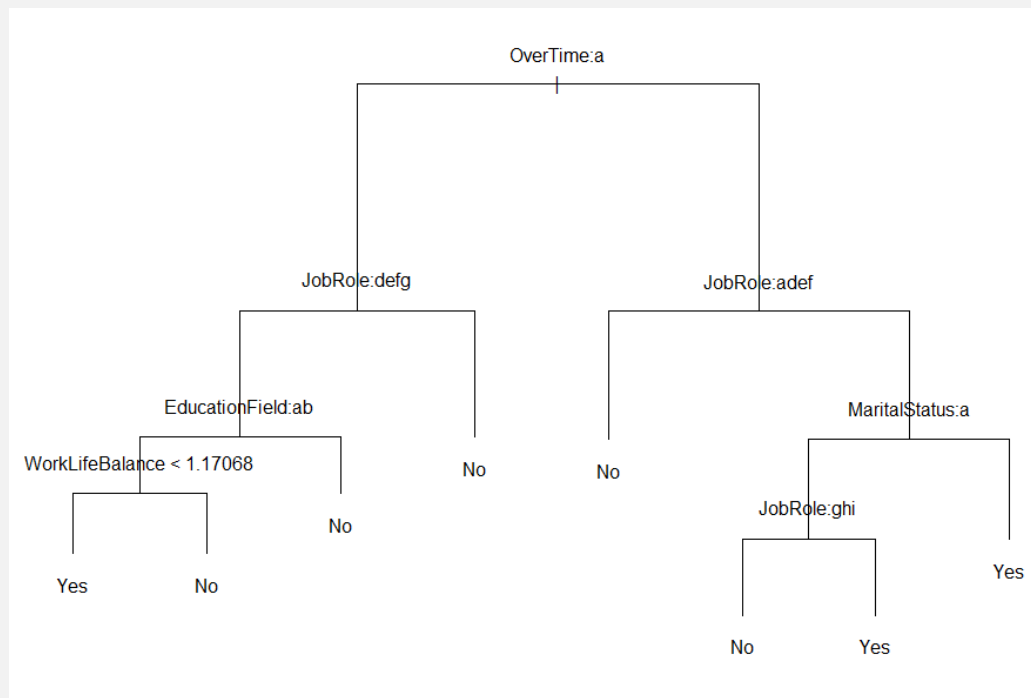 OverTime:a
JobRole:defg
JobRole:adef
EducationField:ab
MaritalStatus:a
WorkLifeBalance < 1.17068
No
No
JobRole:ghi
No
Yes
Yes
No
No
Yes